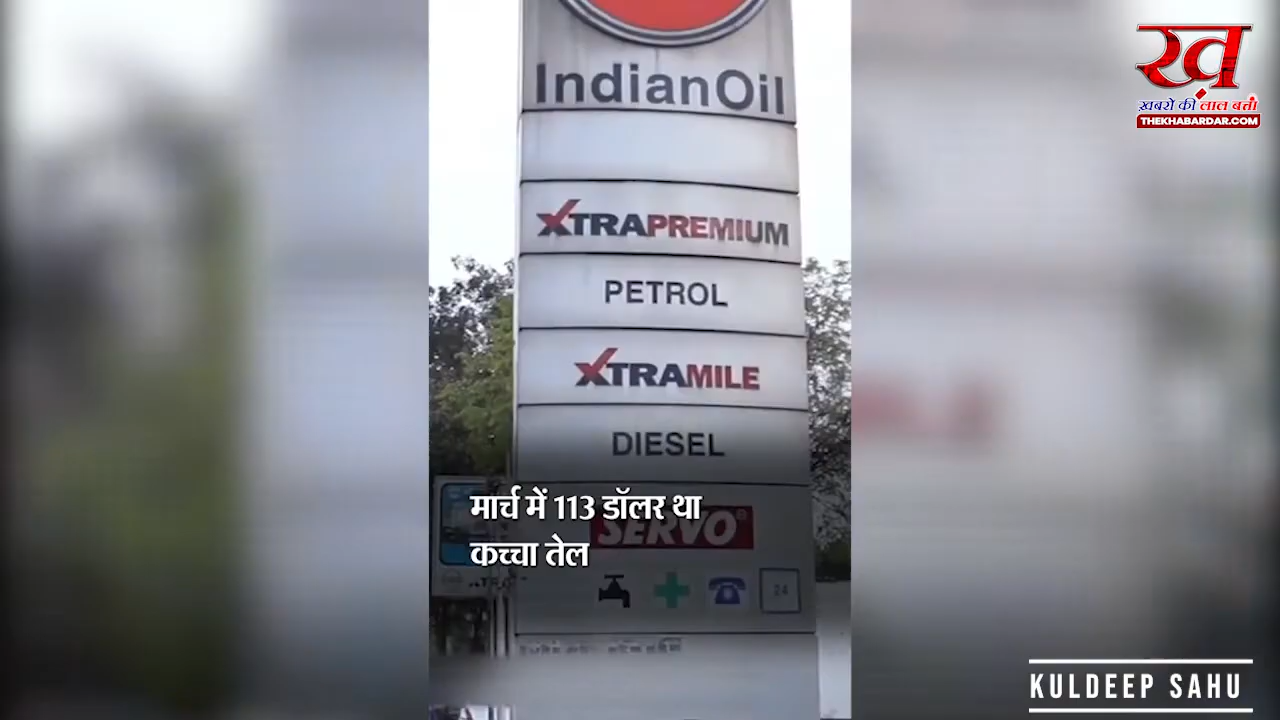 IndianOil
XTRAPREMIUM
PETROL
XTRAMILE
DIESEL
मार्च में 113 डॉलर था
कच्चा तेल
SERVO
24
ख़
ख़बरों की लाल बत्ती
THEKHABARDAR.COM
KULDEEP SAHU